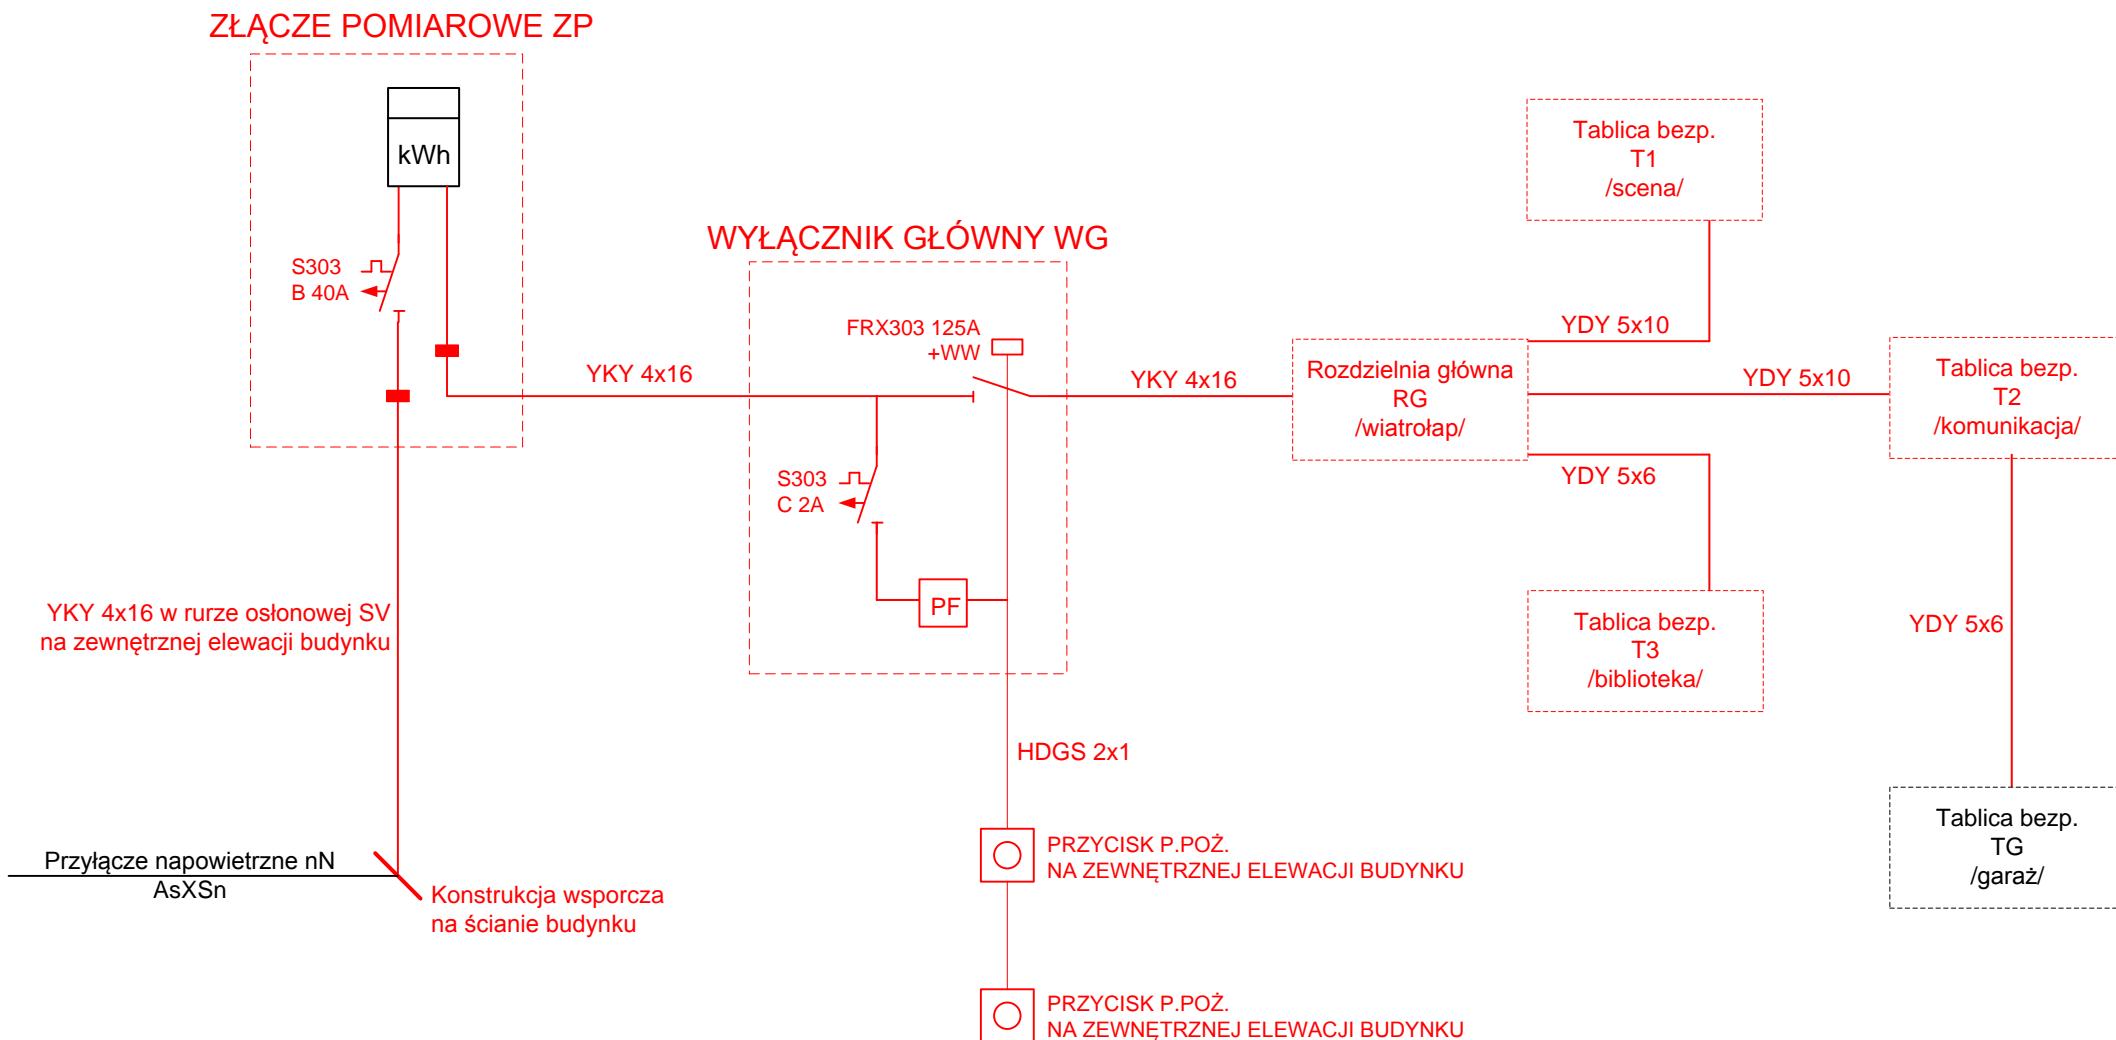 ZŁĄCZE POMIAROWE ZP
kWh
S303
B 40A
WYŁĄCZNIK GŁÓWNY WG
FRX303 125A
+WW
YKY 4x16
S303
C 2A
PF
YKY 4x16
Rozdzielnia główna
RG
/wiatrołap/
Tablica bezp.
T1
/scena/
YDY 5x10
YDY 5x10
Tablica bezp.
T2
/komunikacja/
YDY 5x6
Tablica bezp.
T3
/biblioteka/
YDY 5x6
Tablica bezp.
TG
/garaż/
YKY 4x16 w rurze osłonowej SV
na zewnętrznej elewacji budynku
HDGS 2x1
Przyłącze napowietrzne nN
AsXSn
Konstrukcja wsporcza
na ścianie budynku
PRZYCISK P.POŻ.
NA ZEWNĘTRZNEJ ELEWACJI BUDYNKU
PRZYCISK P.POŻ.
NA ZEWNĘTRZNEJ ELEWACJI BUDYNKU